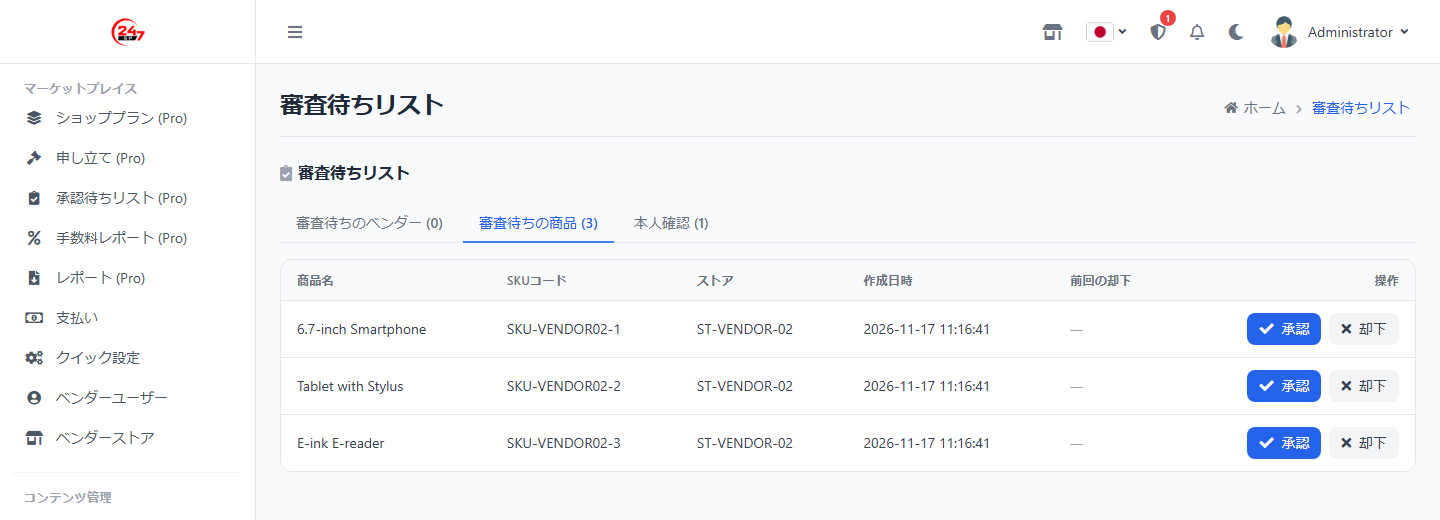 247
1
Administrator
マーケットプレイス
ショッププラン (Pro)
申し立て (Pro)
承認待ちリスト (Pro)
手数料レポート (Pro)
レポート (Pro)
支払い
クイック設定
ベンダーユーザー
ベンダーストア
コンテンツ管理
審査待ちリスト
ホーム
審査待ちリスト
審査待ちリスト
審査待ちのベンダー (0)
審査待ちの商品 (3)
本人確認 (1)
商品名 SKUコード ストア 作成日時 前回の却下 操作
6.7-inch Smartphone SKU-VENDOR02-1 ST-VENDOR-02 2026-11-17 11:16:41 — 承認 却下
Tablet with Stylus SKU-VENDOR02-2 ST-VENDOR-02 2026-11-17 11:16:41 — 承認 却下
E-ink E-reader SKU-VENDOR02-3 ST-VENDOR-02 2026-11-17 11:16:41 — 承認 却下